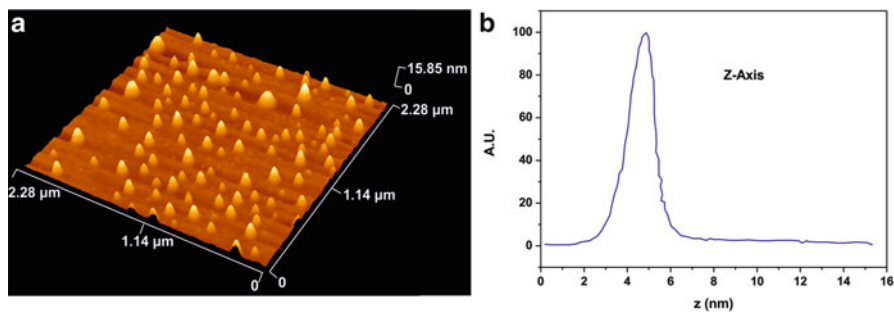 a
15.85 nm
0
2.28 µm
1.14 µm
0
0
1.14 µm
2.28 µm
b
Z-Axis
A.U.
100
80
60
40
20
0
0 2 4 6 8 10 12 14 16
z (nm)